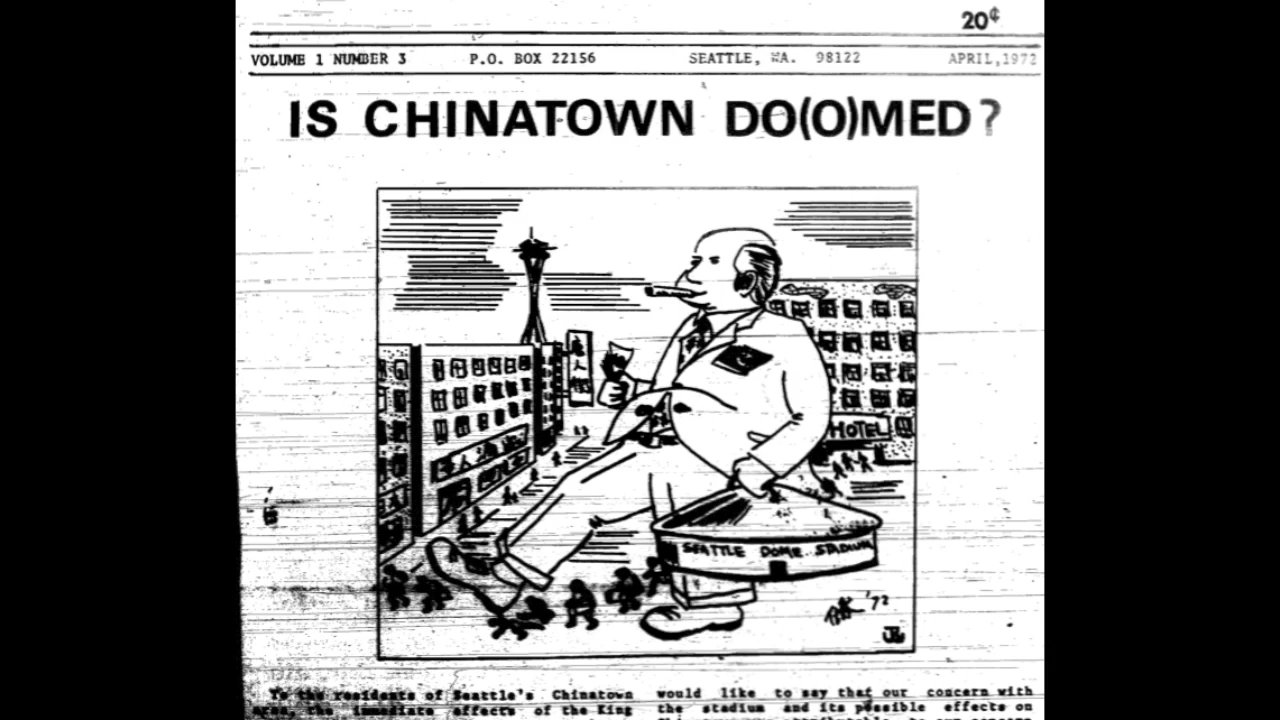 20¢
VOLUME 1 NUMBER 3 P.O. BOX 22156 SEATTLE, WA. 98122 APRIL,1972
IS CHINATOWN DO(O)MED?
HOTEL
SEATTLE DOME STADIUM
'72
To the residents of Seattle's Chinatown
effects of the King
would like to say that our concern with
the stadium and its possible effects on